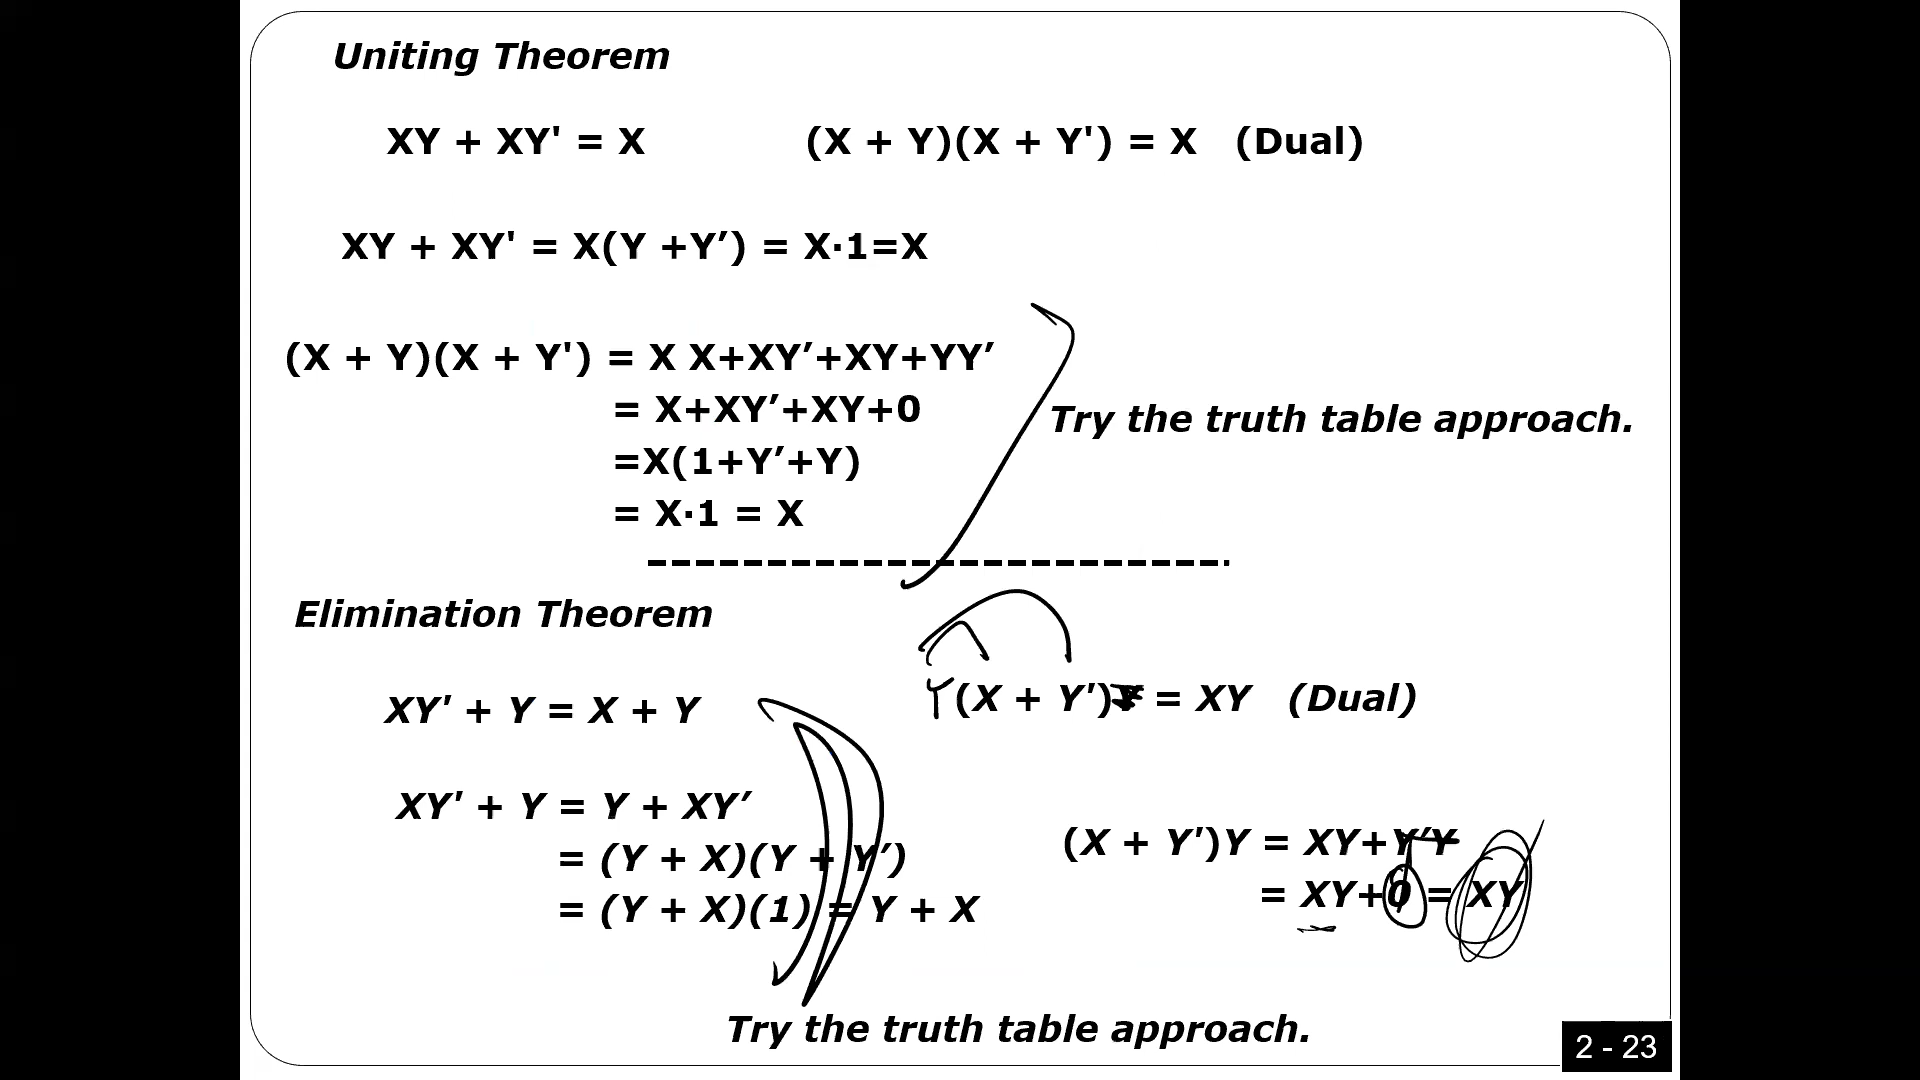 Uniting Theorem
XY + XY' = X (X + Y)(X + Y') = X (Dual)
XY + XY' = X(Y +Y’) = X·1=X
(X + Y)(X + Y') = X X+XY’+XY+YY’
= X+XY’+XY+0
=X(1+Y’+Y)
= X·1 = X
Try the truth table approach.
Elimination Theorem
XY' + Y = X + Y
Y (X + Y')Y = XY (Dual)
XY' + Y = Y + XY’
= (Y + X)(Y + Y’)
= (Y + X)(1) = Y + X
(X + Y')Y = XY+Y’Y
= XY+0 = XY
Try the truth table approach.
2 - 23